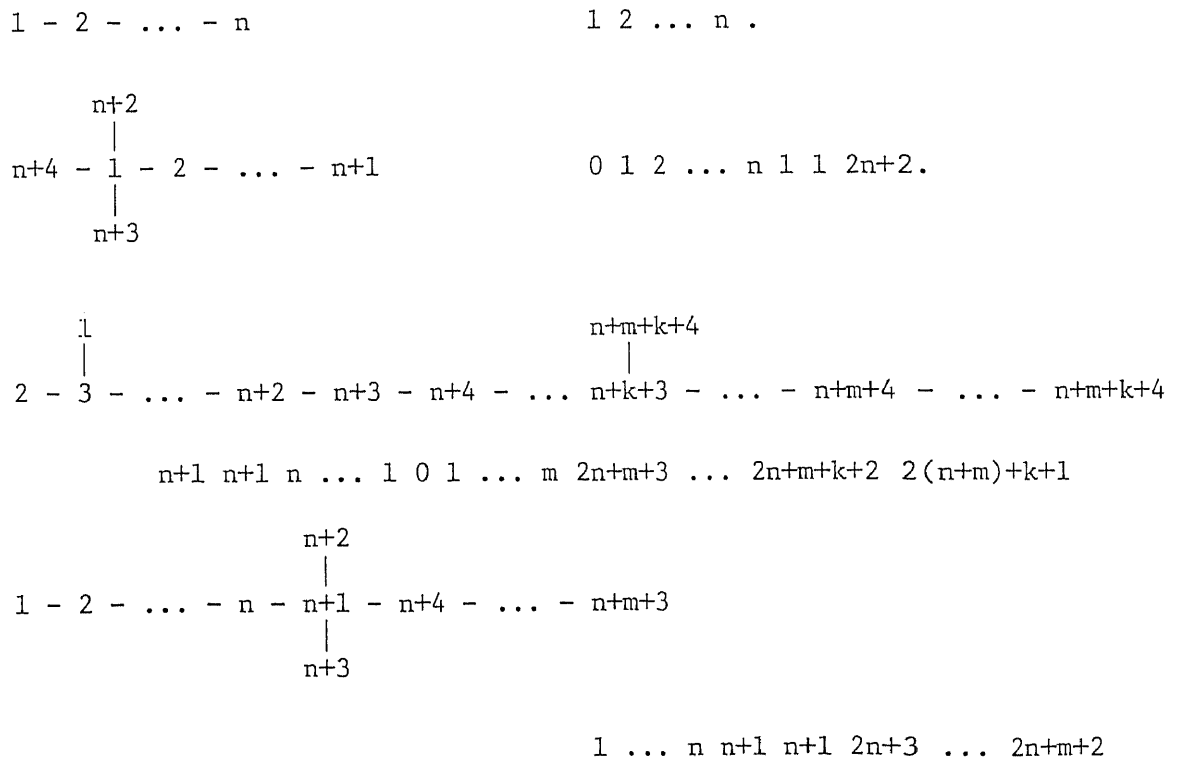 1 - 2 - ... - n 1 2 ... n .
n+2
n+4 - 1 - 2 - ... - n+1 0 1 2 ... n 1 1 2n+2.
n+3
1 n+m+k+4
2 - 3 - ... - n+2 - n+3 - n+4 - ... n+k+3 - ... - n+m+4 - ... - n+m+k+4
n+1 n+1 n ... 1 0 1 ... m 2n+m+3 ... 2n+m+k+2 2(n+m)+k+1
n+2
1 - 2 - ... - n - n+1 - n+4 - ... - n+m+3
n+3
1 ... n n+1 n+1 2n+3 ... 2n+m+2